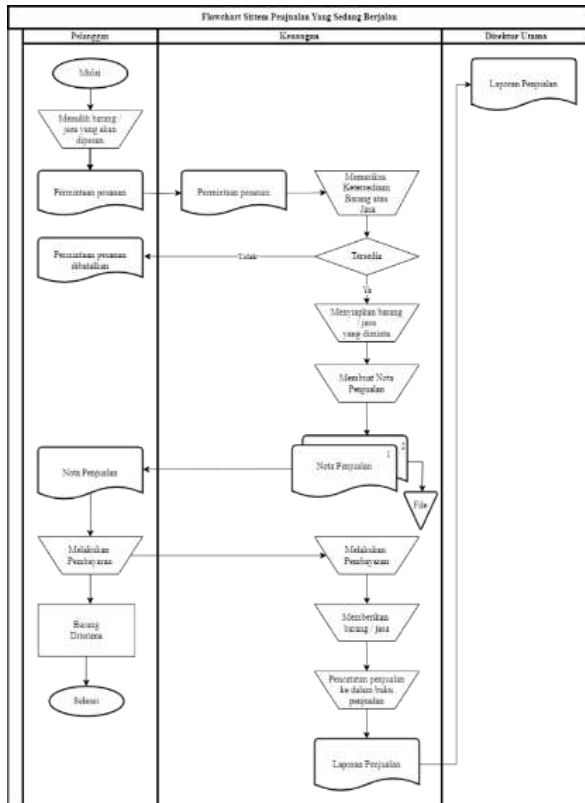 Flowchart Sistem Penjualan Yang Sedang Berjalan
Pelanggan
Keuangan
Direktur Utama
Mulai
Laporan Penjualan
Memilih barang /
jasa yang akan
dipesan
Permintaan pesanan
Permintaan pesanan
Memeriksa
Ketersediaan
Barang atau
Jasa
Permintaan pesanan
dibatalkan
Tidak
Tersedia
Ya
Menyiapkan barang
/ jasa
yang diminta
Membuat Nota
Penjualan
2
1
Nota Penjualan
Nota Penjualan
File
Melakukan
Pembayaran
Melakukan
Pembayaran
Barang
Diterima
Memberikan
barang / jasa
Selesai
Pencatatan penjualan
ke dalam buku
penjualan
Laporan Penjualan